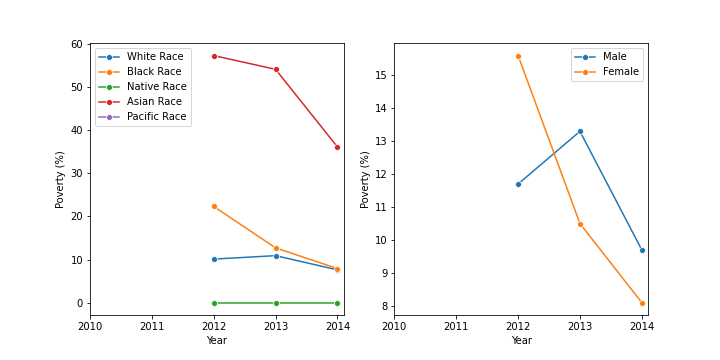 White Race
Black Race
Native Race
Asian Race
Pacific Race
Poverty (%)
60
50
40
30
20
10
0
2010 2011 2012 2013 2014
Year
Male
Female
Poverty (%)
15
14
13
12
11
10
9
8
2010 2011 2012 2013 2014
Year